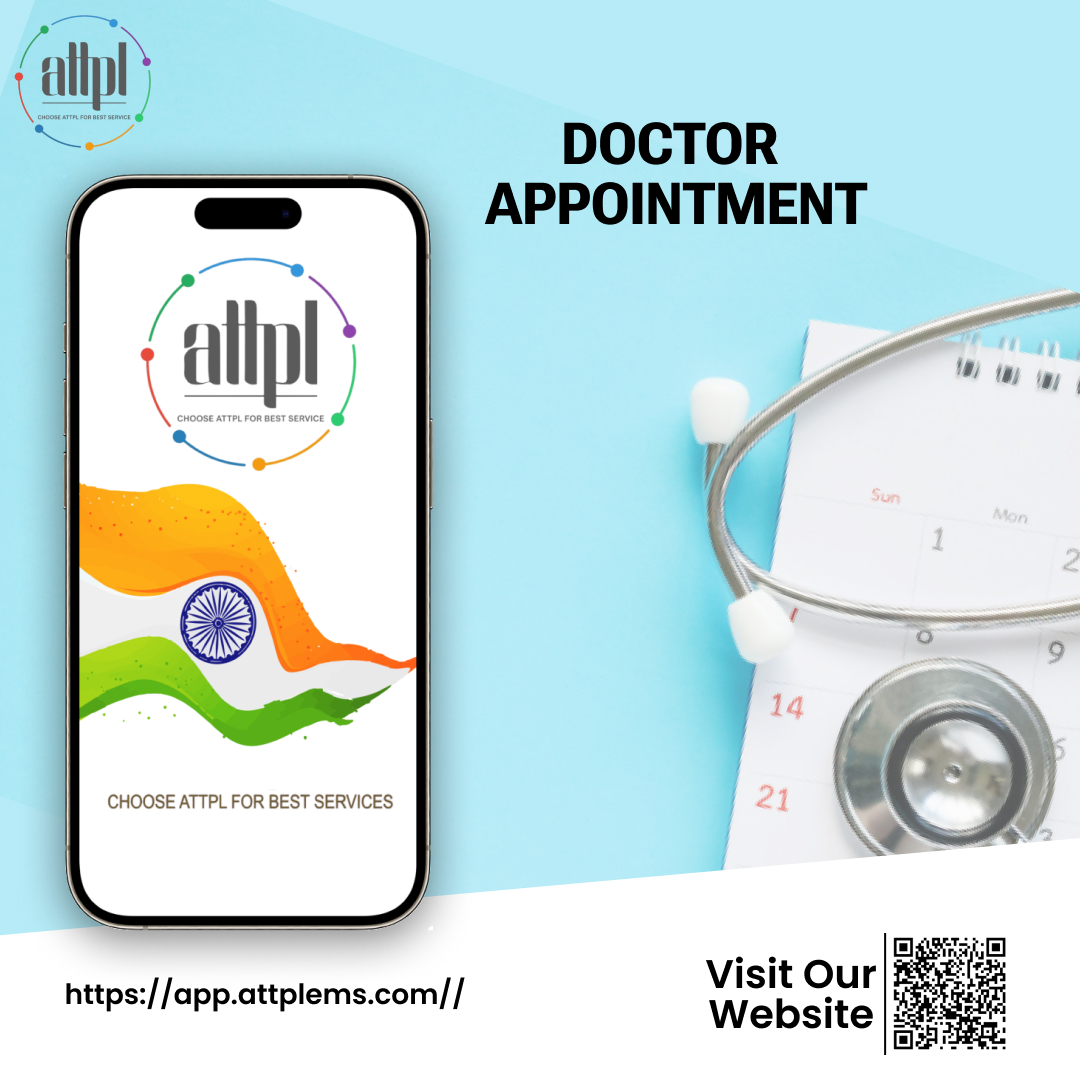 attpl
CHOOSE ATTPL FOR BEST SERVICE
DOCTOR
APPOINTMENT
attpl
CHOOSE ATTPL FOR BEST SERVICE
CHOOSE ATTPL FOR BEST SERVICES
Sun
Mon
1
2
8
9
14
21
https://app.attplems.com//
Visit Our
Website